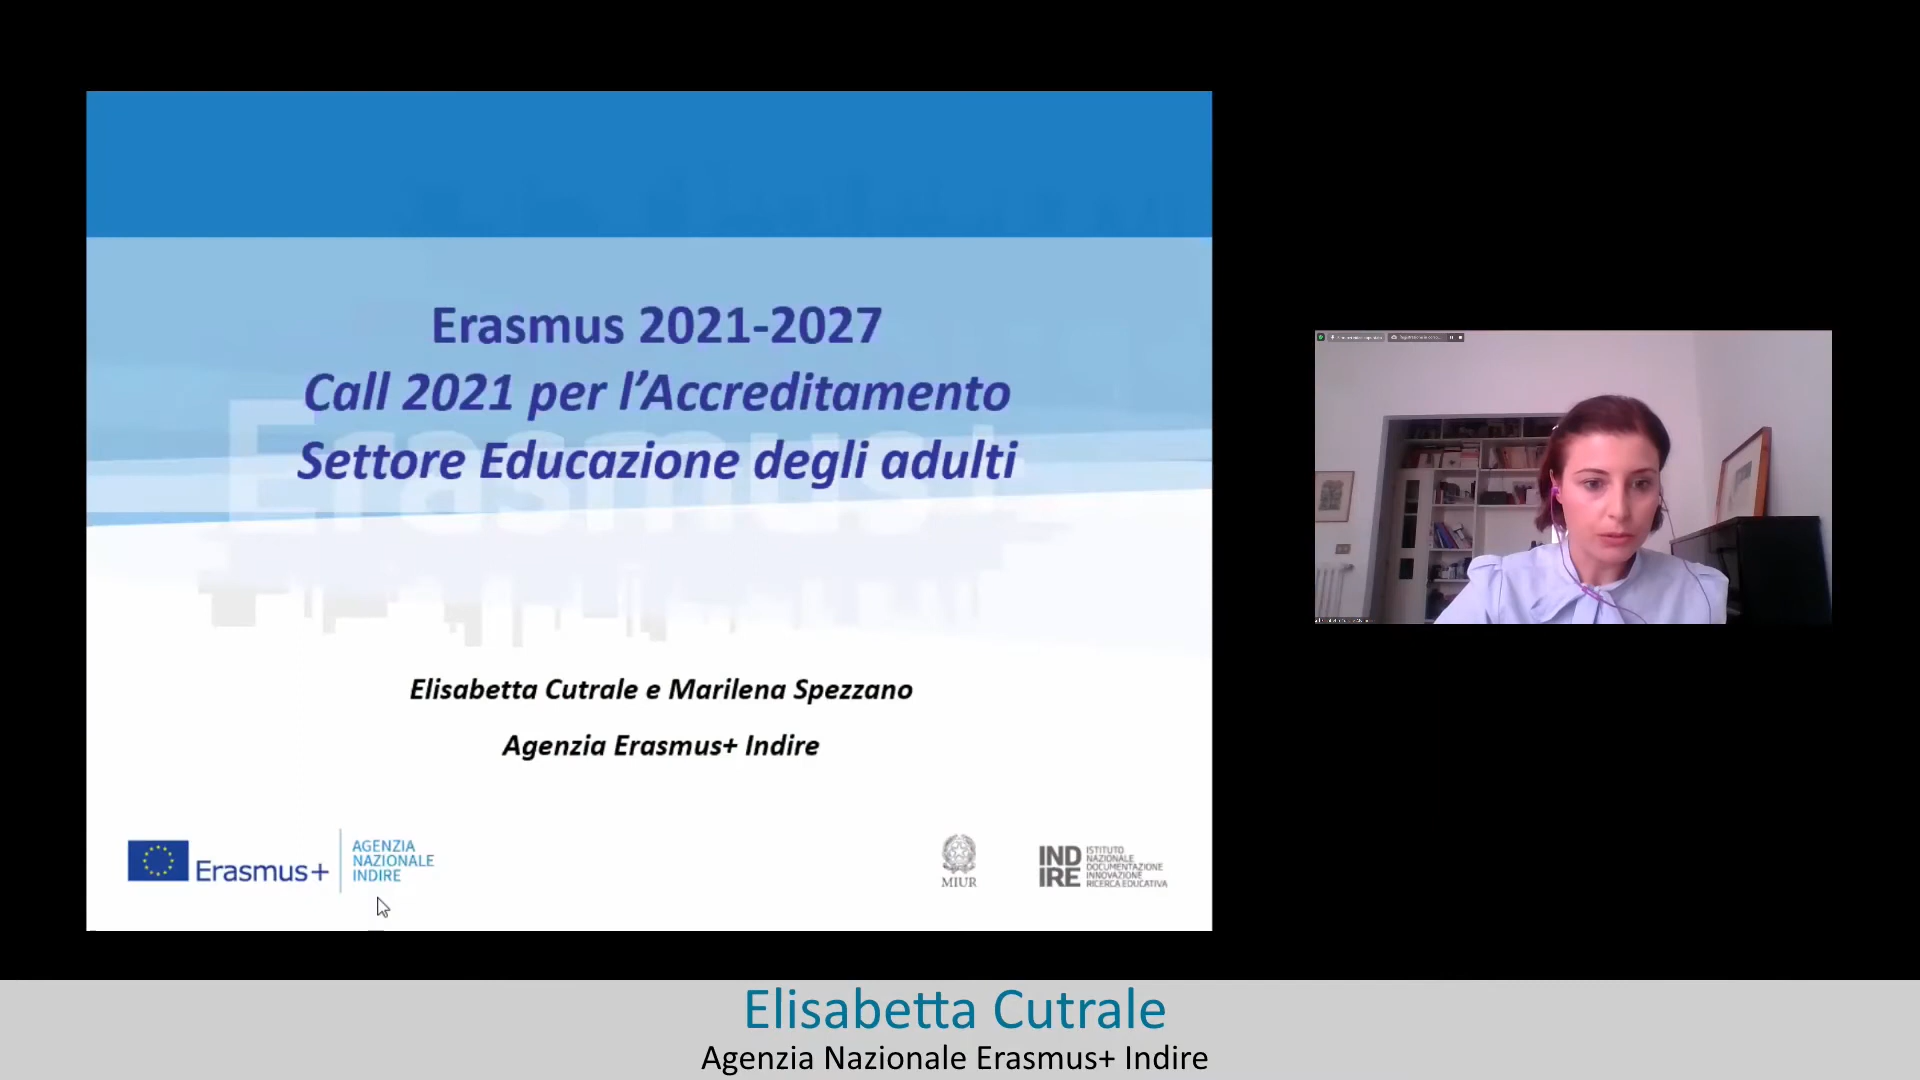 Erasmus 2021-2027
Call 2021 per l'Accreditamento
Settore Educazione degli adulti
Erasmus+
Elisabetta Cutrale e Marilena Spezzano
Agenzia Erasmus+ Indire
Erasmus+
AGENZIA
NAZIONALE
INDIRE
MIUR
IND
IRE
ISTITUTO
NAZIONALE
DOCUMENTAZIONE
INNOVAZIONE
RICERCA EDUCATIVA
Elisabetta Cutrale
Agenzia Nazionale Erasmus+ Indire